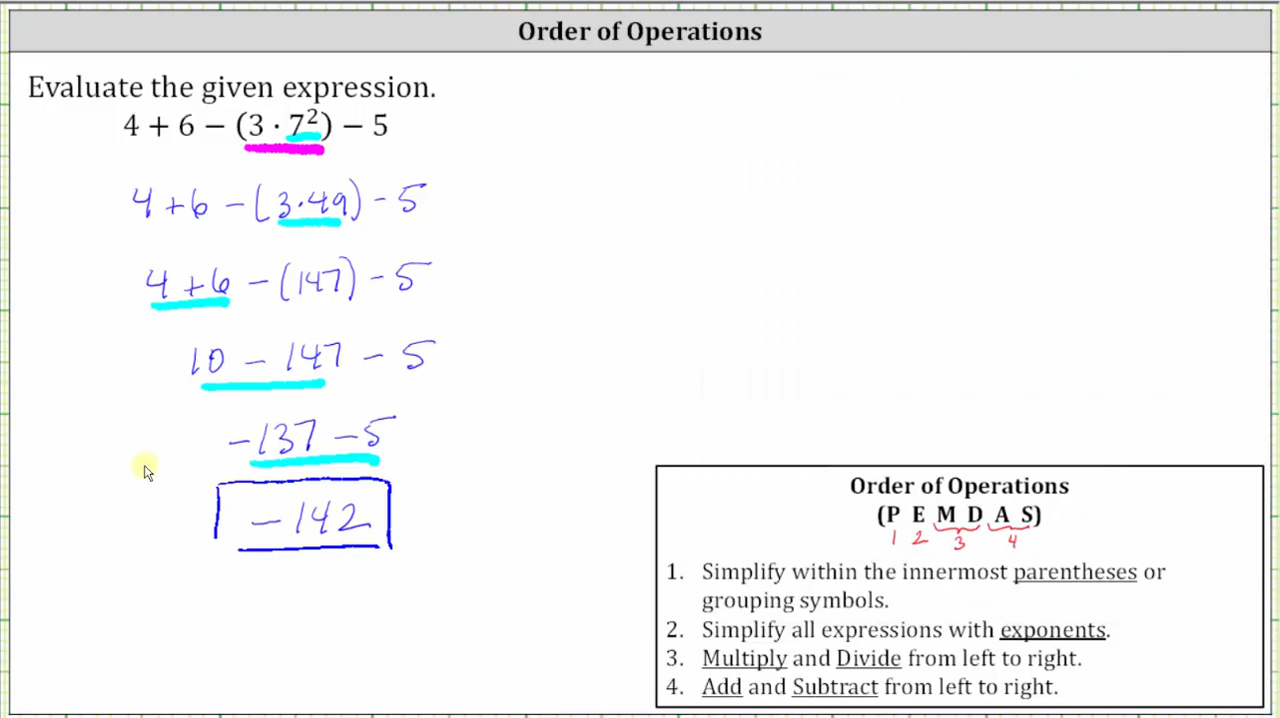 Order of Operations
Evaluate the given expression.
4 + 6 − (3 · 7²) − 5
4 + 6 − (3 · 49) − 5
4 + 6 − (147) − 5
10 − 147 − 5
−137 − 5
−142
Order of Operations
(P E M D A S)
1 2 3 4
1. Simplify within the innermost parentheses or
grouping symbols.
2. Simplify all expressions with exponents.
3. Multiply and Divide from left to right.
4. Add and Subtract from left to right.